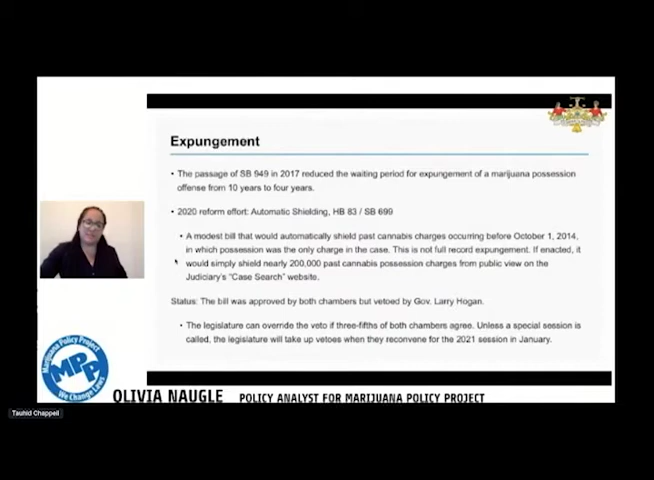 Expungement
• The passage of SB 949 in 2017 reduced the waiting period for expungement of a marijuana possession
offense from 10 years to four years.
• 2020 reform effort: Automatic Shielding, HB 83 / SB 699
• A modest bill that would automatically shield past cannabis charges occurring before October 1, 2014,
in which possession was the only charge in the case. This is not full record expungement. If enacted, it
would simply shield nearly 200,000 past cannabis possession charges from public view on the
Judiciary's "Case Search" website.
Status: The bill was approved by both chambers but vetoed by Gov. Larry Hogan.
• The legislature can override the veto if three-fifths of both chambers agree. Unless a special session is
called, the legislature will take up vetoes when they reconvene for the 2021 session in January.
Marijuana Policy Project
MPP
We Change Laws
OLIVIA NAUGLE POLICY ANALYST FOR MARIJUANA POLICY PROJECT
Tauhid Chappell